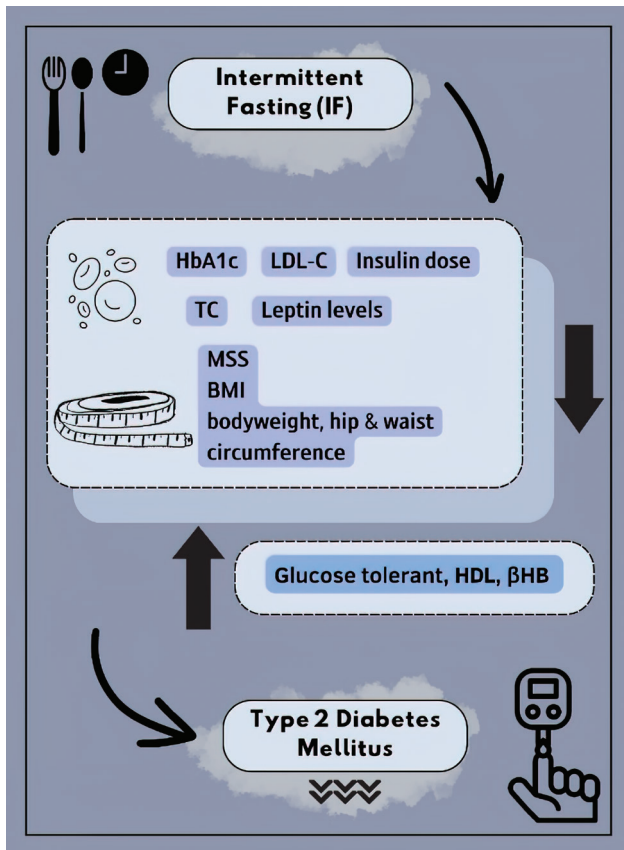 Intermittent
Fasting (IF)
HbA1c LDL-C Insulin dose
TC Leptin levels
MSS
BMI
bodyweight, hip & waist
circumference
Glucose tolerant, HDL, βHB
Type 2 Diabetes
Mellitus